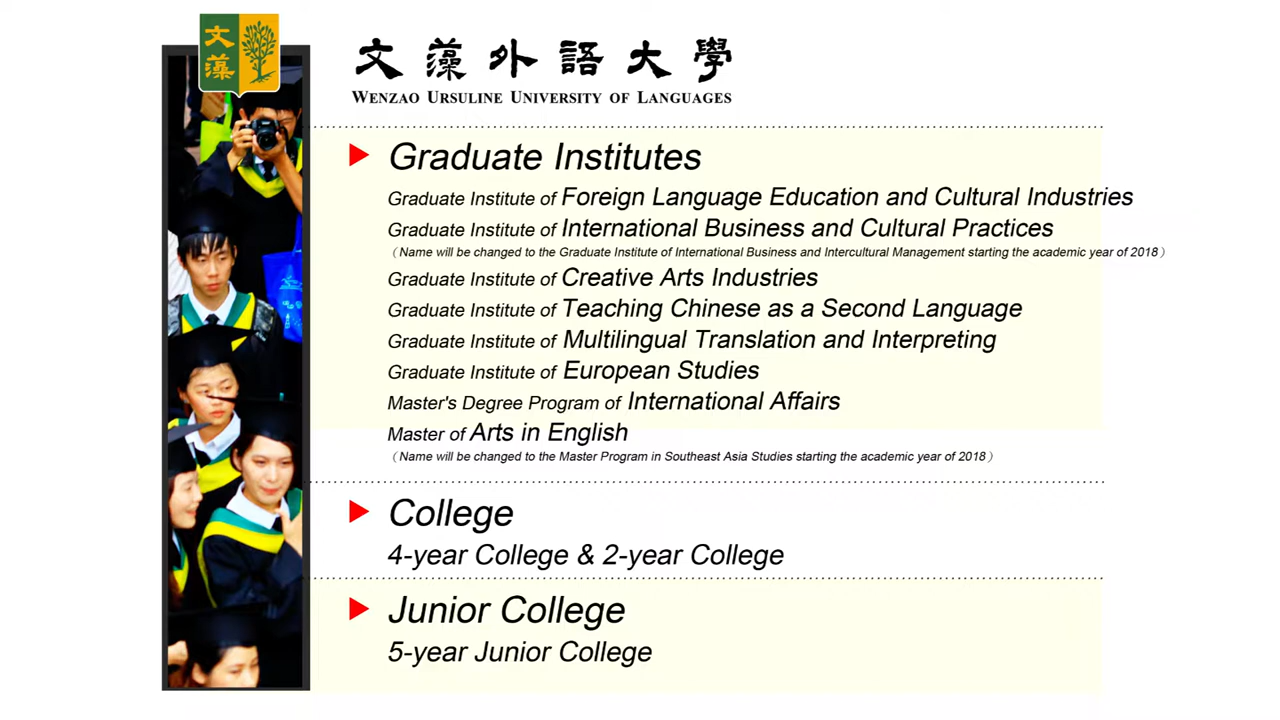 文藻
文藻外語大學
WENZAO URSULINE UNIVERSITY OF LANGUAGES
Graduate Institutes
Graduate Institute of Foreign Language Education and Cultural Industries
Graduate Institute of International Business and Cultural Practices
（Name will be changed to the Graduate Institute of International Business and Intercultural Management starting the academic year of 2018）
Graduate Institute of Creative Arts Industries
Graduate Institute of Teaching Chinese as a Second Language
Graduate Institute of Multilingual Translation and Interpreting
Graduate Institute of European Studies
Master's Degree Program of International Affairs
Master of Arts in English
（Name will be changed to the Master Program in Southeast Asia Studies starting the academic year of 2018）
College
4-year College & 2-year College
Junior College
5-year Junior College